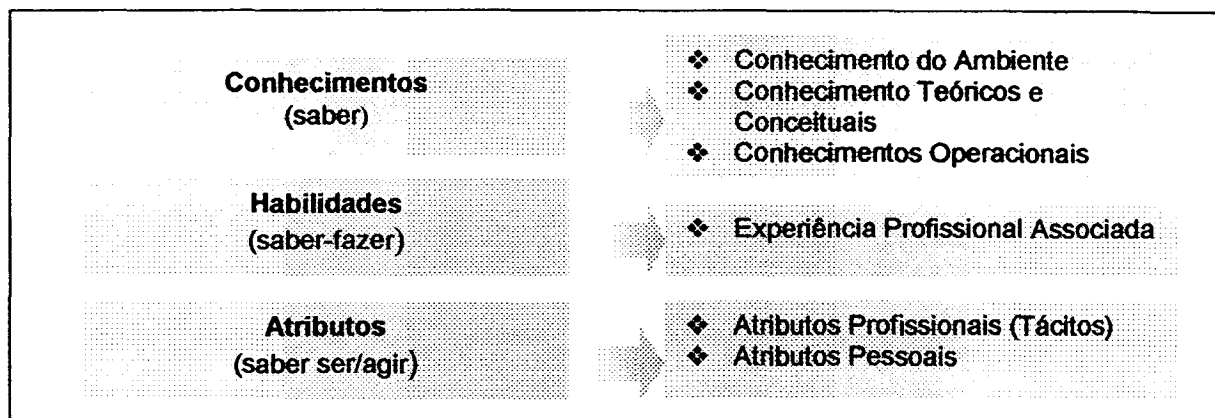 Conhecimentos
(saber)
❖ Conhecimento do Ambiente
❖ Conhecimento Teóricos e
Conceituais
❖ Conhecimentos Operacionais
Habilidades
(saber-fazer)
❖ Experiência Profissional Associada
Atributos
(saber ser/agir)
❖ Atributos Profissionais (Tácitos)
❖ Atributos Pessoais